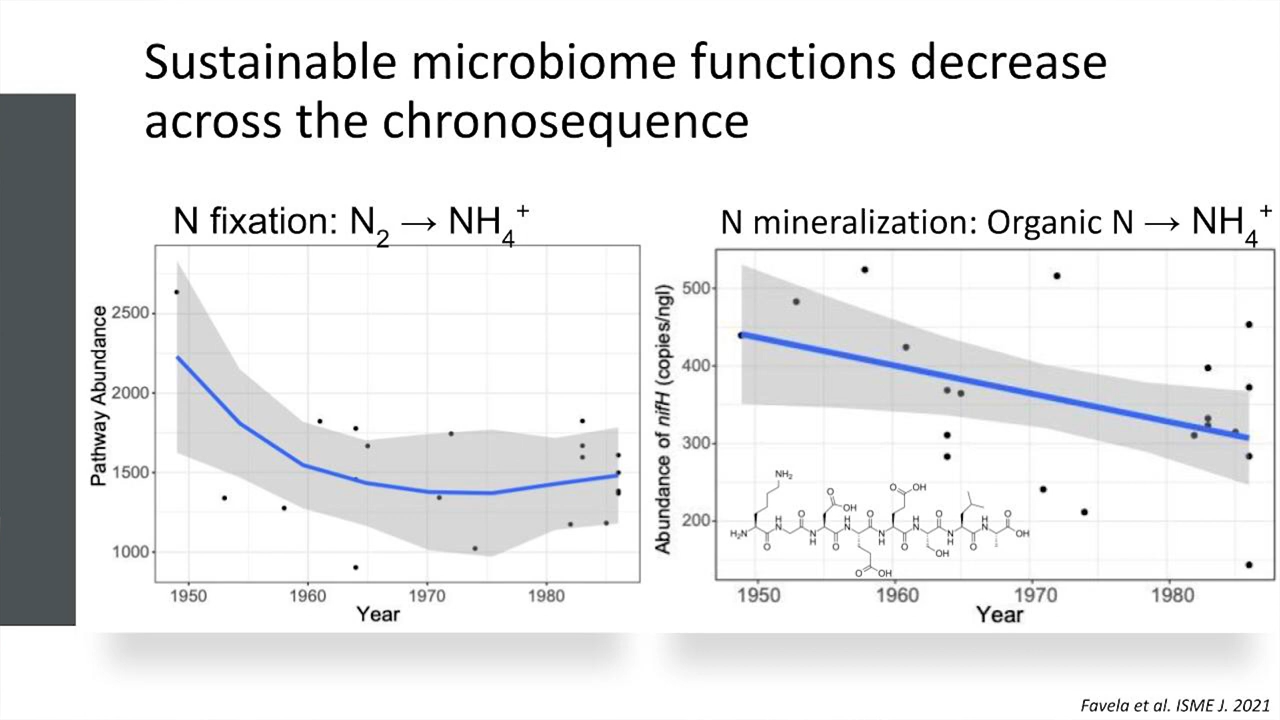 Sustainable microbiome functions decrease
across the chronosequence
N fixation: N₂ → NH₄⁺
Pathway Abundance
2500
2000
1500
1000
1950 1960 1970 1980
Year
N mineralization: Organic N → NH₄⁺
Abundance of nifH (copies/ngl)
500
400
300
200
NH₂
O OH
O OH
H₂N
O
N
H
O
N
H
O
H
N
O
N
H
O
H
N
O
N
H
O
H
N
O
OH
OH
O OH
1950 1960 1970 1980
Year
Favela et al. ISME J. 2021